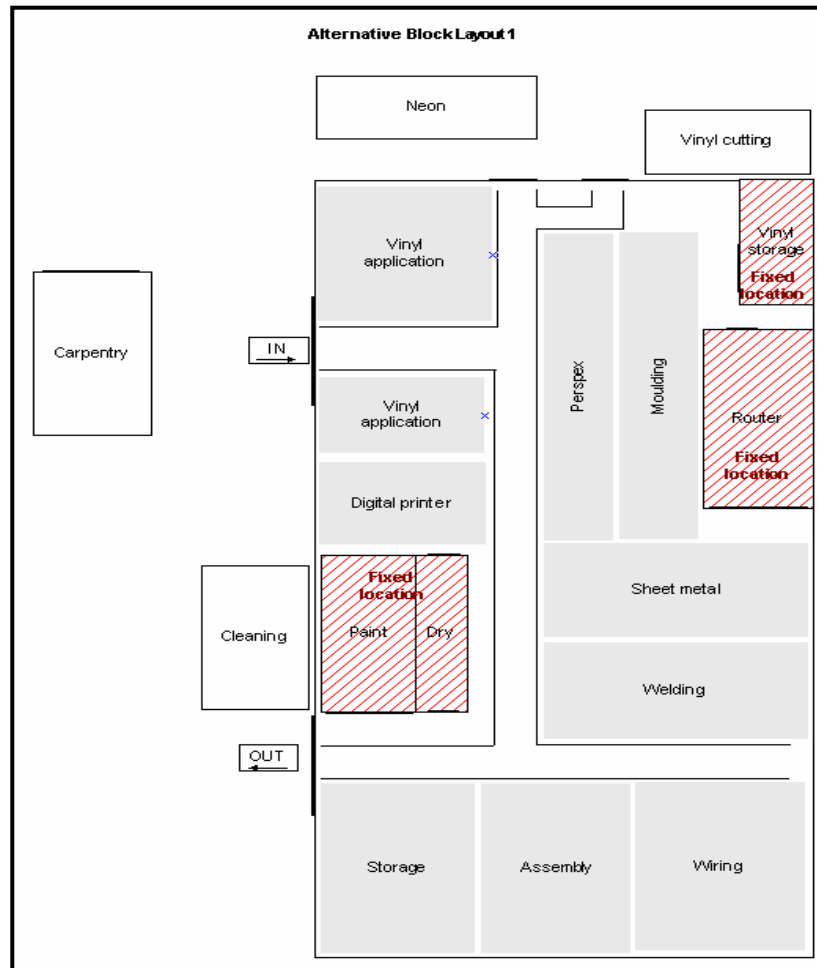 Alternative Block Layout 1
Neon
Vinyl cutting
Vinyl
application
Vinyl
storage
Fixed
location
Carpentry
IN
Perspex
Moulding
Vinyl
application
Router
Fixed
location
Digital printer
Fixed
location
Paint
Dry
Sheet metal
Cleaning
Welding
OUT
Storage
Assembly
Wiring